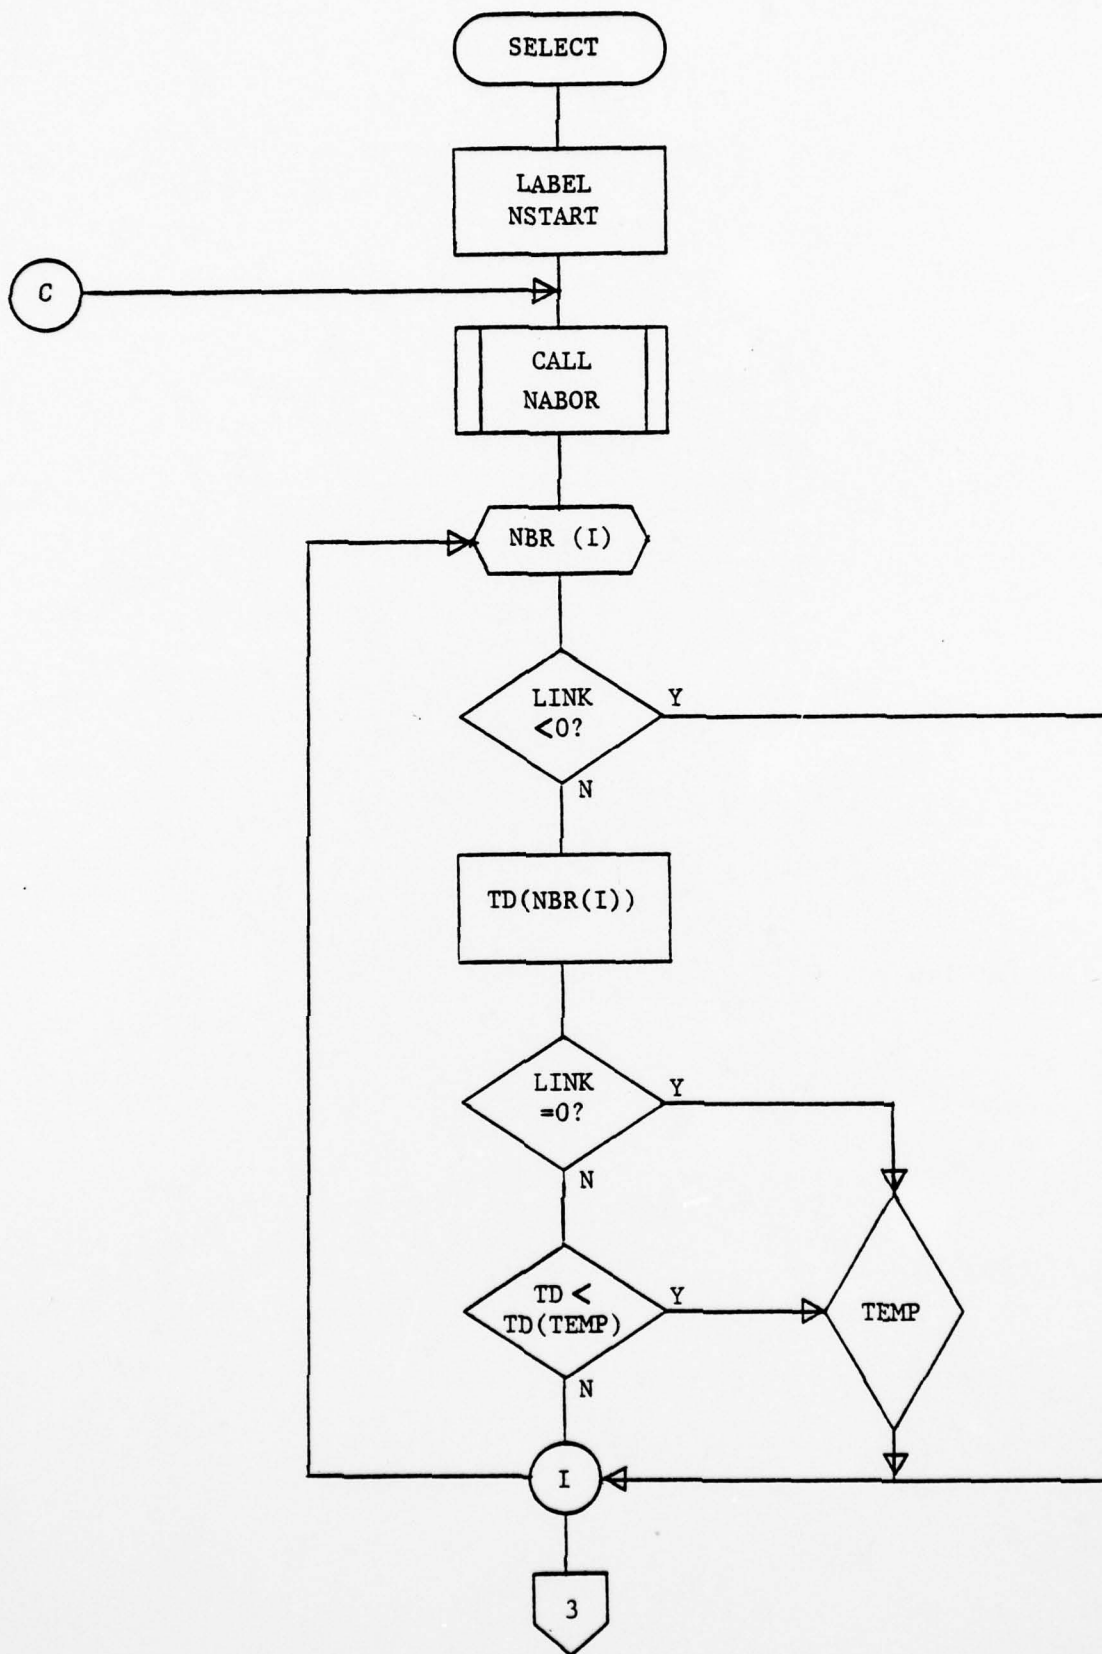 SELECT
LABEL
NSTART
C
CALL
NABOR
NBR (I)
LINK
<0?
Y
N
TD(NBR(I))
LINK
=0?
Y
N
TD <
TD(TEMP)
Y
TEMP
N
I
3